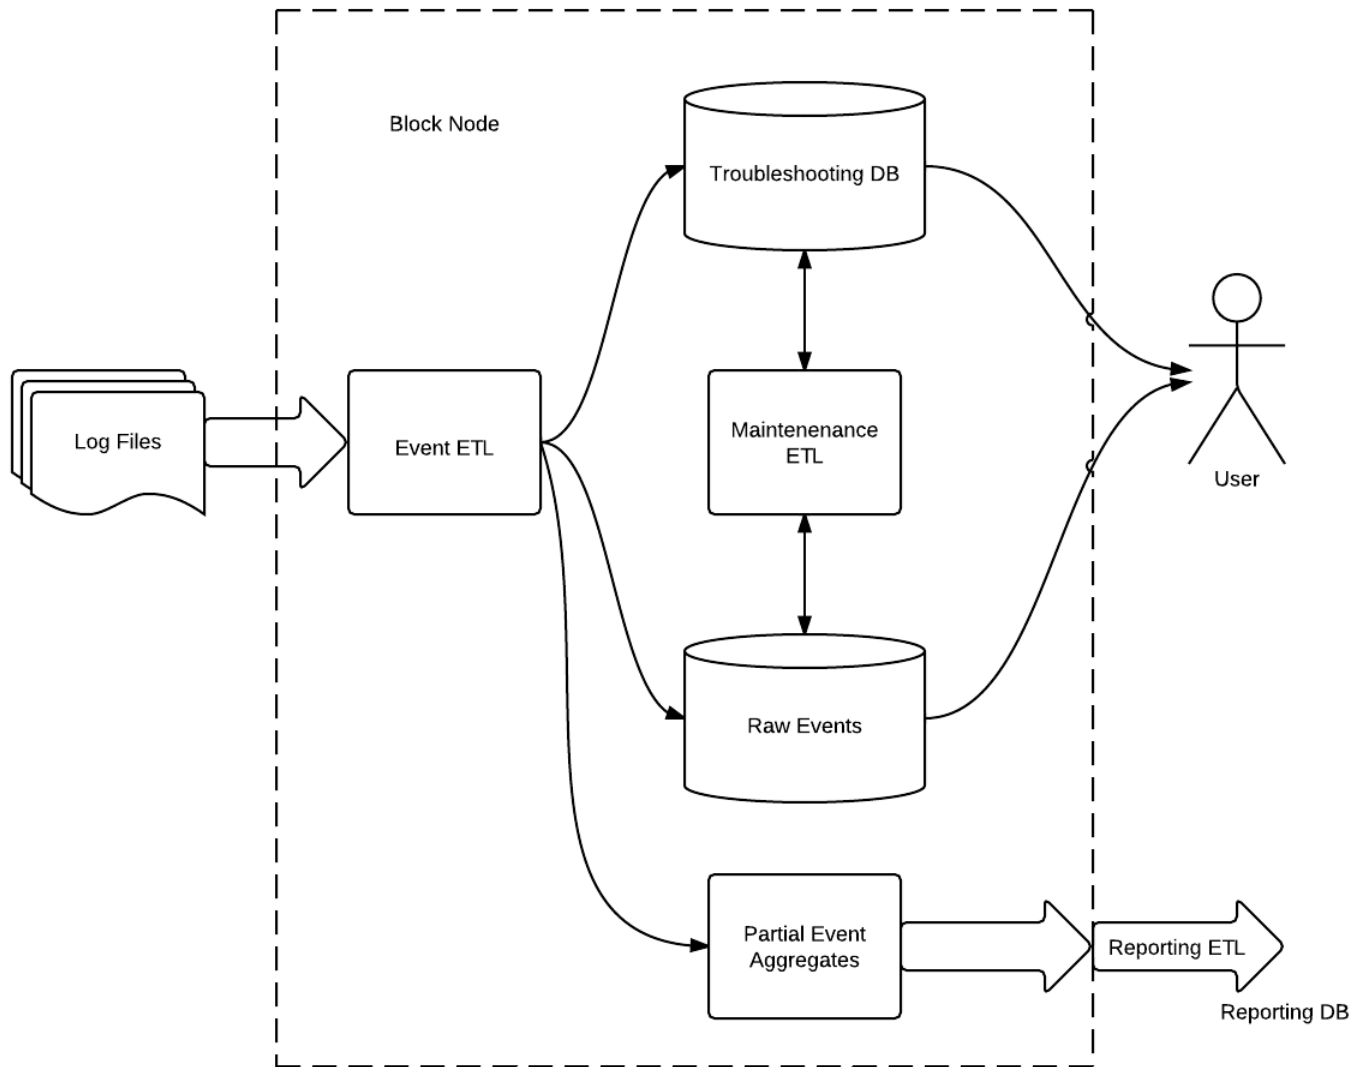 Block Node
Troubleshooting DB
Log Files
Event ETL
Maintenenance
ETL
User
Raw Events
Partial Event
Aggregates
Reporting ETL
Reporting DB